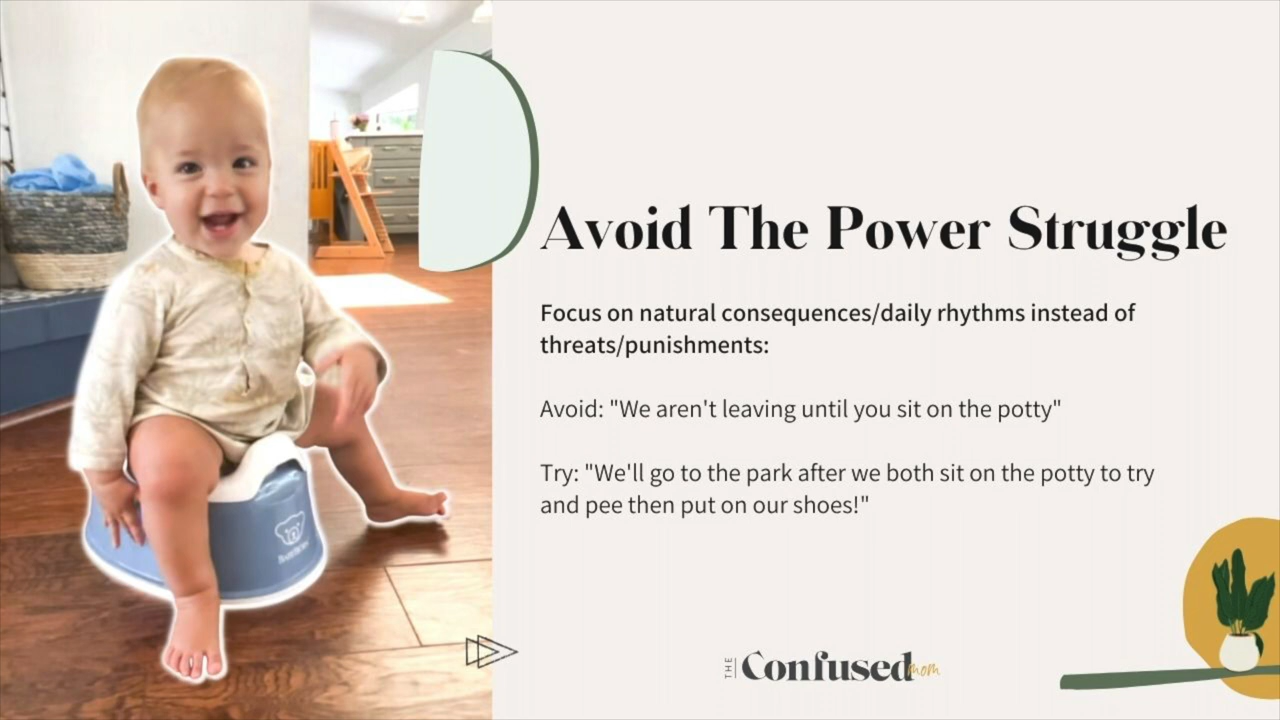 Avoid The Power Struggle
Focus on natural consequences/daily rhythms instead of
threats/punishments:
Avoid: "We aren't leaving until you sit on the potty"
Try: "We'll go to the park after we both sit on the potty to try
and pee then put on our shoes!"
BABYBJÖRN
THE Confused mom